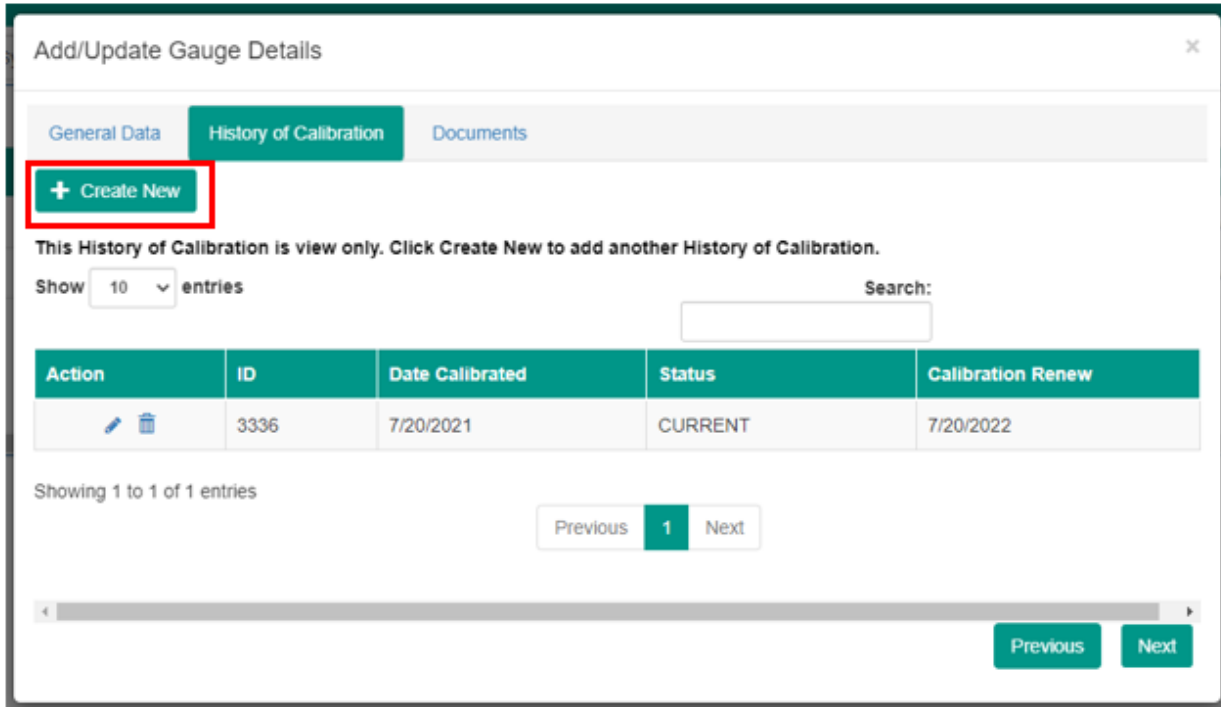 Add/Update Gauge Details ×
General Data History of Calibration Documents
+ Create New
This History of Calibration is view only. Click Create New to add another History of Calibration.
Show 10 entries
Search:
Action ID Date Calibrated Status Calibration Renew
3336 7/20/2021 CURRENT 7/20/2022
Showing 1 to 1 of 1 entries
Previous 1 Next
Previous Next